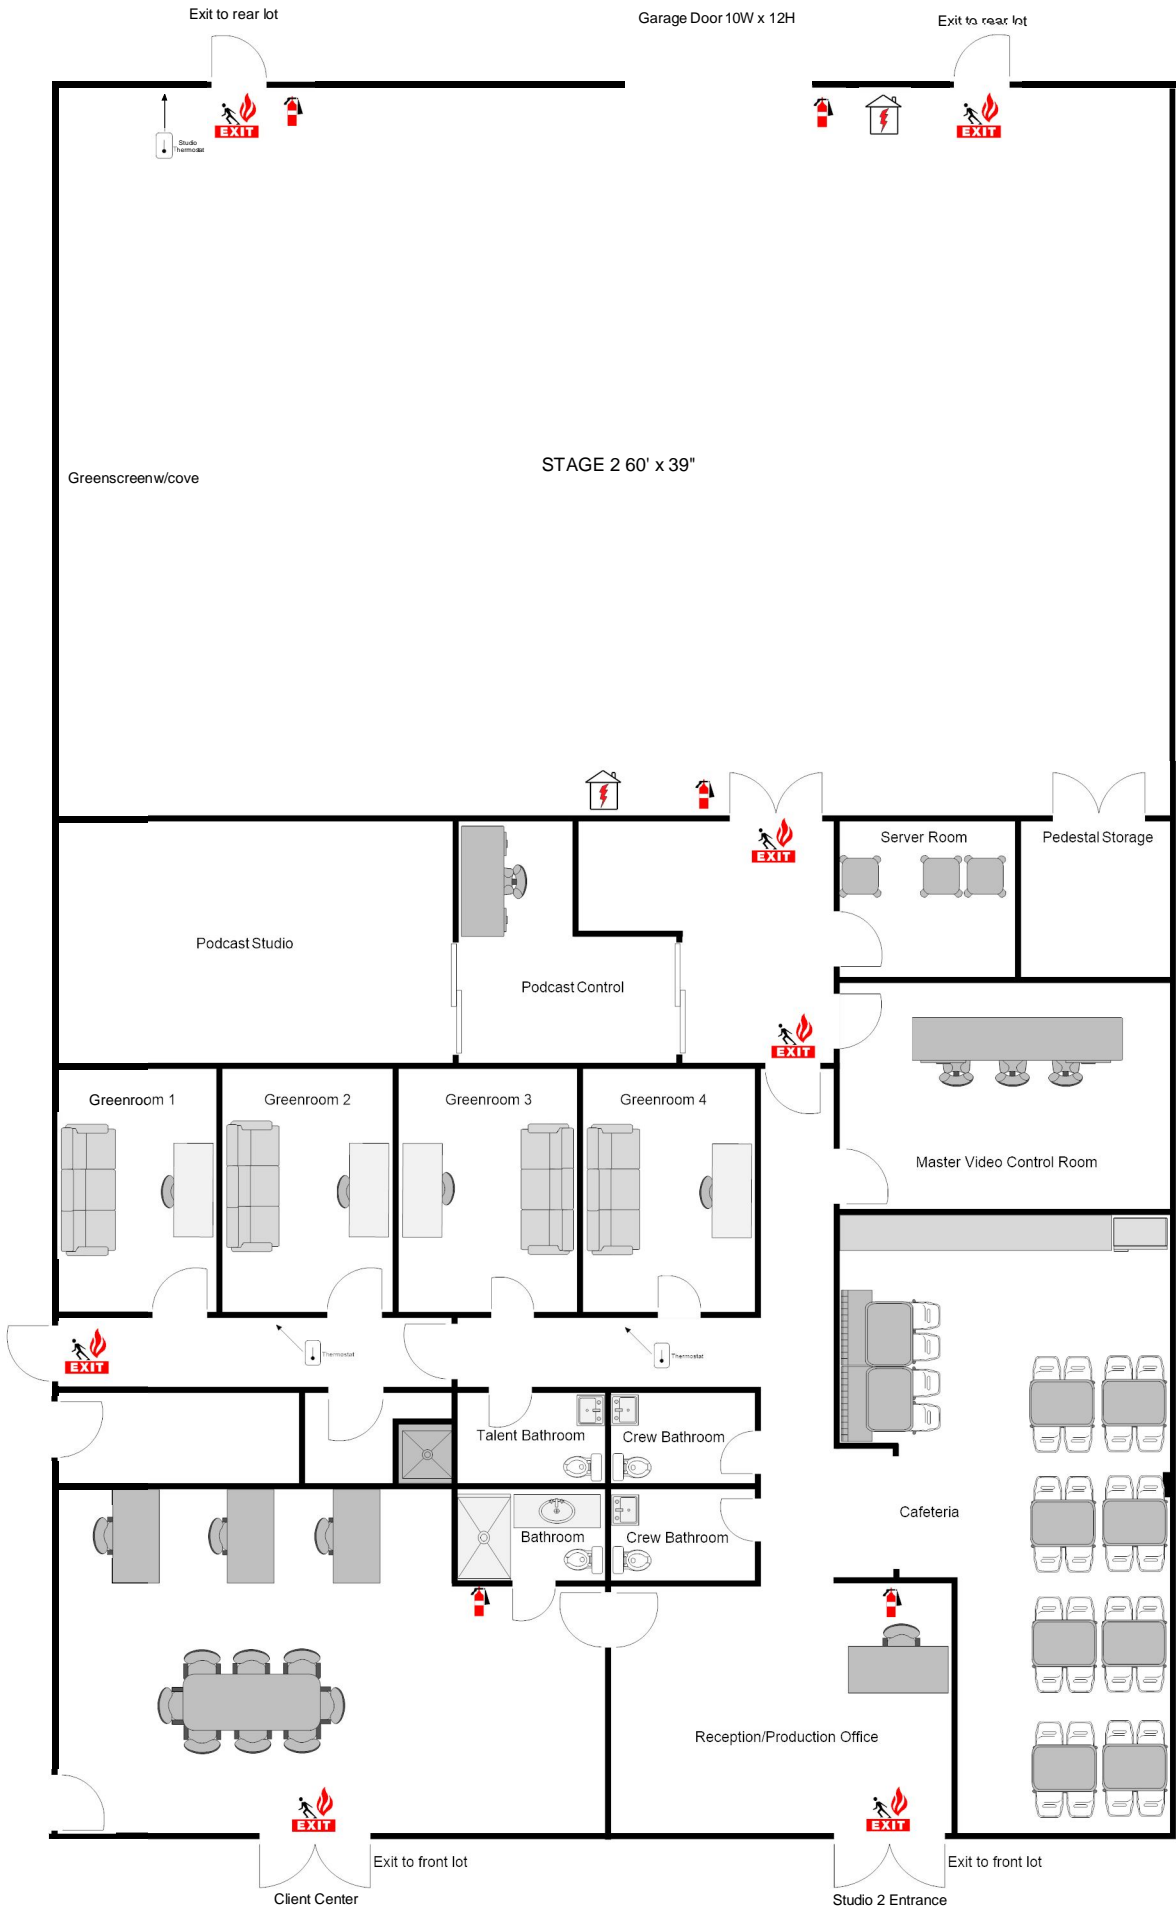 Exit to rear lot
Garage Door 10W x 12H
Exit to rear lot
EXIT
EXIT
Studio
Thermostat
STAGE 2 60' x 39"
Greenscreen w/cove
EXIT
Server Room
Pedestal Storage
Podcast Studio
Podcast Control
EXIT
Greenroom 1
Greenroom 2
Greenroom 3
Greenroom 4
Master Video Control Room
EXIT
Thermostat
Thermostat
Talent Bathroom
Crew Bathroom
Cafeteria
Bathroom
Crew Bathroom
Reception/Production Office
EXIT
EXIT
Exit to front lot
Exit to front lot
Client Center
Studio 2 Entrance